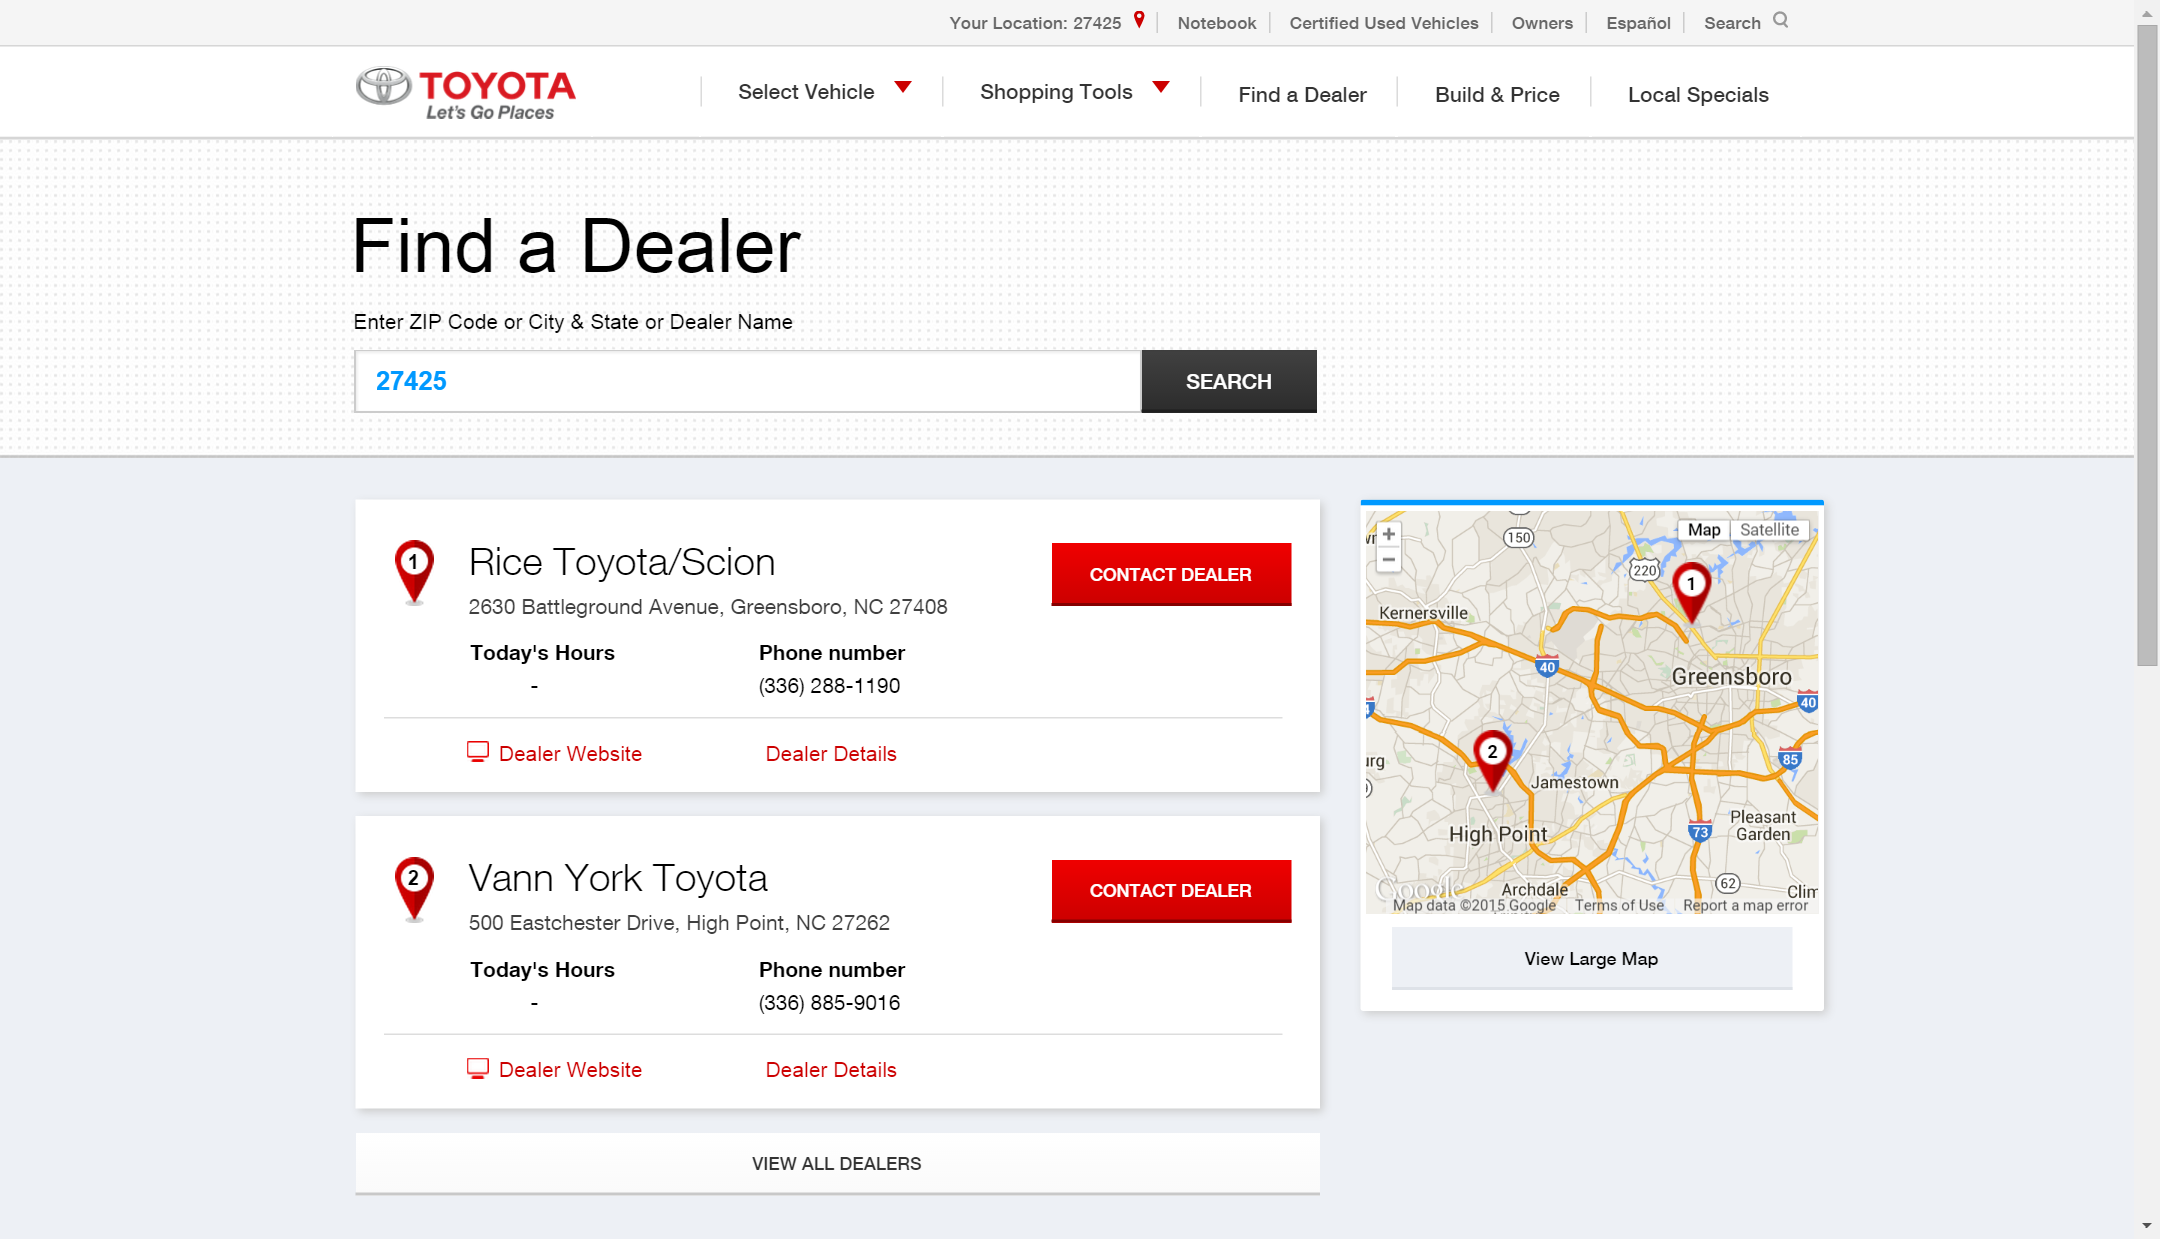 Your Location: 27425
Notebook
Certified Used Vehicles
Owners
Español
Search
TOYOTA
Let's Go Places
Select Vehicle
Shopping Tools
Find a Dealer
Build & Price
Local Specials
Find a Dealer
Enter ZIP Code or City & State or Dealer Name
27425
SEARCH
1
Rice Toyota/Scion
2630 Battleground Avenue, Greensboro, NC 27408
CONTACT DEALER
Today's Hours
-
Phone number
(336) 288-1190
Dealer Website
Dealer Details
2
Vann York Toyota
500 Eastchester Drive, High Point, NC 27262
CONTACT DEALER
Today's Hours
-
Phone number
(336) 885-9016
Dealer Website
Dealer Details
VIEW ALL DEALERS
+
−
Map
Satellite
150
220
1
Kernersville
40
Greensboro
40
2
85
Jamestown
High Point
73
Pleasant
Garden
62
Archdale
Google
Map data ©2015 Google
Terms of Use
Report a map error
View Large Map